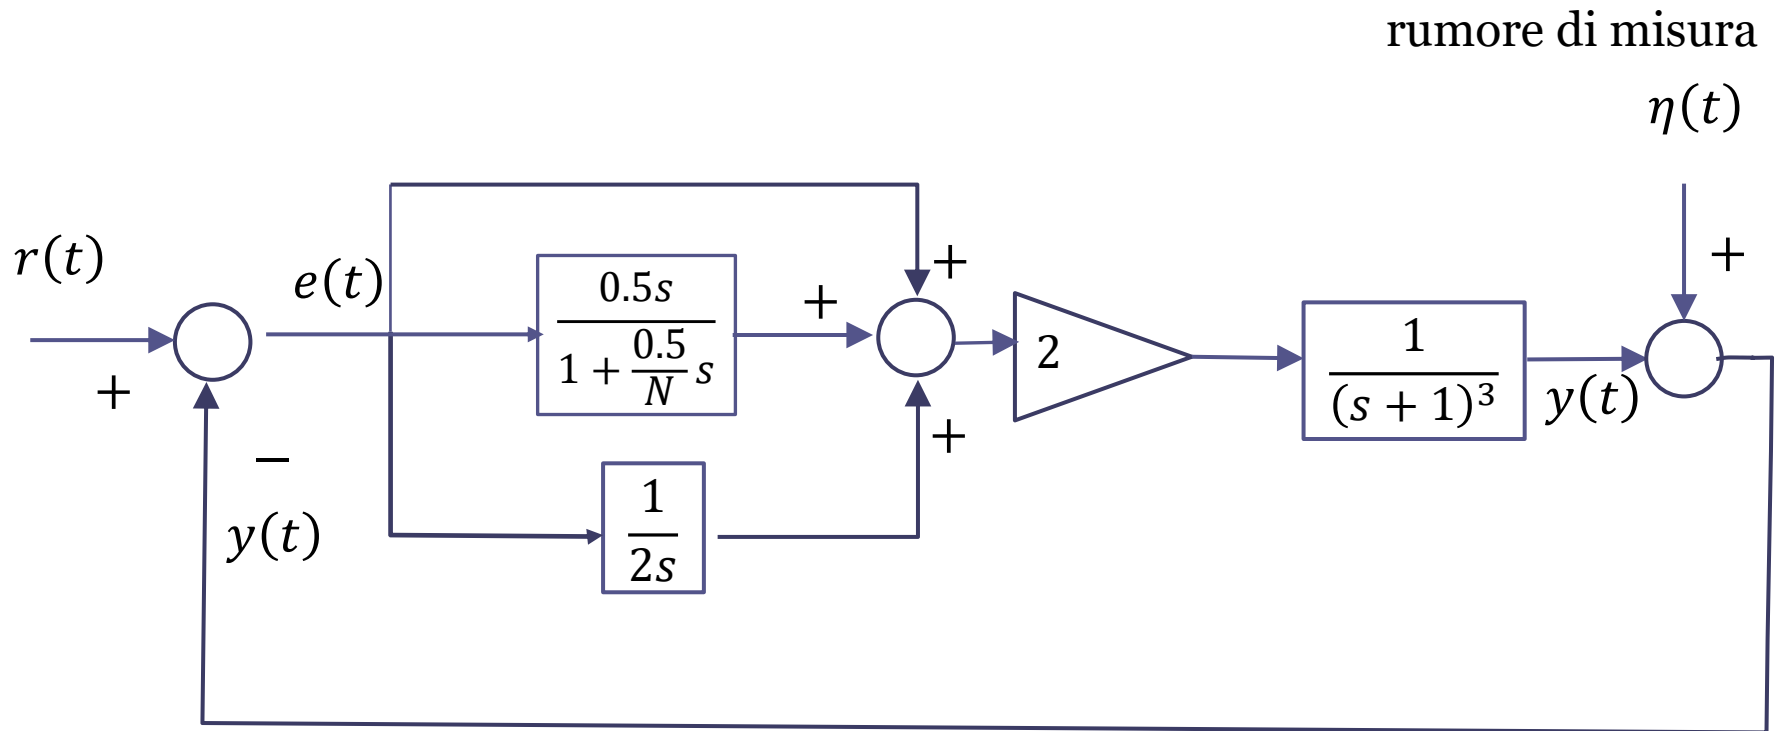 rumore di misura
η(t)
r(t)
e(t)
+
+
+
0.5s
1 + 0.5/N s
2
1
(s + 1)³
+
y(t)
−
y(t)
+
1
2s